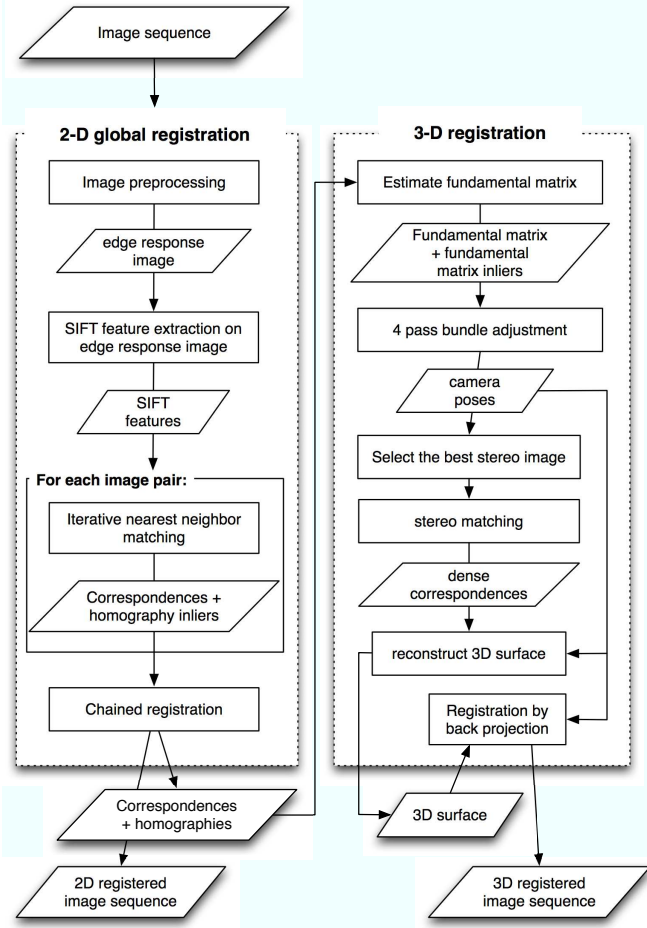 Image sequence
2-D global registration
Image preprocessing
edge response
image
SIFT feature extraction on
edge response image
SIFT
features
For each image pair:
Iterative nearest neighbor
matching
Correspondences +
homography inliers
Chained registration
Correspondences
+ homographies
2D registered
image sequence
3-D registration
Estimate fundamental matrix
Fundamental matrix
+ fundamental
matrix inliers
4 pass bundle adjustment
camera
poses
Select the best stereo image
stereo matching
dense
correspondences
reconstruct 3D surface
Registration by
back projection
3D surface
3D registered
image sequence